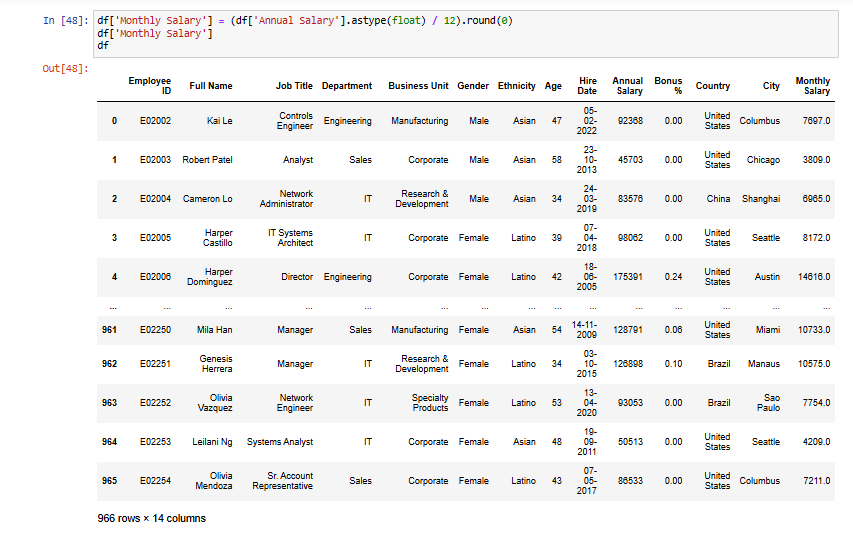 In [48]: df['Monthly Salary'] = (df['Annual Salary'].astype(float) / 12).round(0)
df['Monthly Salary']
df
Out[48]:
Employee ID Full Name Job Title Department Business Unit Gender Ethnicity Age Hire Date Annual Salary Bonus % Country City Monthly Salary
0 E02002 Kai Le Controls Engineer Engineering Manufacturing Male Asian 47 05-02-2022 92368 0.00 United States Columbus 7697.0
1 E02003 Robert Patel Analyst Sales Corporate Male Asian 58 23-10-2013 45703 0.00 United States Chicago 3809.0
2 E02004 Cameron Lo Network Administrator IT Research & Development Male Asian 34 24-03-2019 83576 0.00 China Shanghai 6965.0
3 E02005 Harper Castillo IT Systems Architect IT Corporate Female Latino 39 07-04-2018 98062 0.00 United States Seattle 8172.0
4 E02006 Harper Dominguez Director Engineering Corporate Female Latino 42 18-06-2005 175391 0.24 United States Austin 14616.0
... ... ... ... ... ... ... ... ... ... ... ... ... ... ...
961 E02250 Mila Han Manager Sales Manufacturing Female Asian 54 14-11-2009 128791 0.06 United States Miami 10733.0
962 E02251 Genesis Herrera Manager IT Research & Development Female Latino 34 03-10-2015 126898 0.10 Brazil Manaus 10575.0
963 E02252 Olivia Vazquez Network Engineer IT Specialty Products Female Latino 53 13-04-2020 93053 0.00 Brazil Sao Paulo 7754.0
964 E02253 Leilani Ng Systems Analyst IT Corporate Female Asian 48 19-09-2011 50513 0.00 United States Seattle 4209.0
965 E02254 Olivia Mendoza Sr. Account Representative Sales Corporate Female Latino 43 07-05-2017 86533 0.00 United States Columbus 7211.0
966 rows × 14 columns